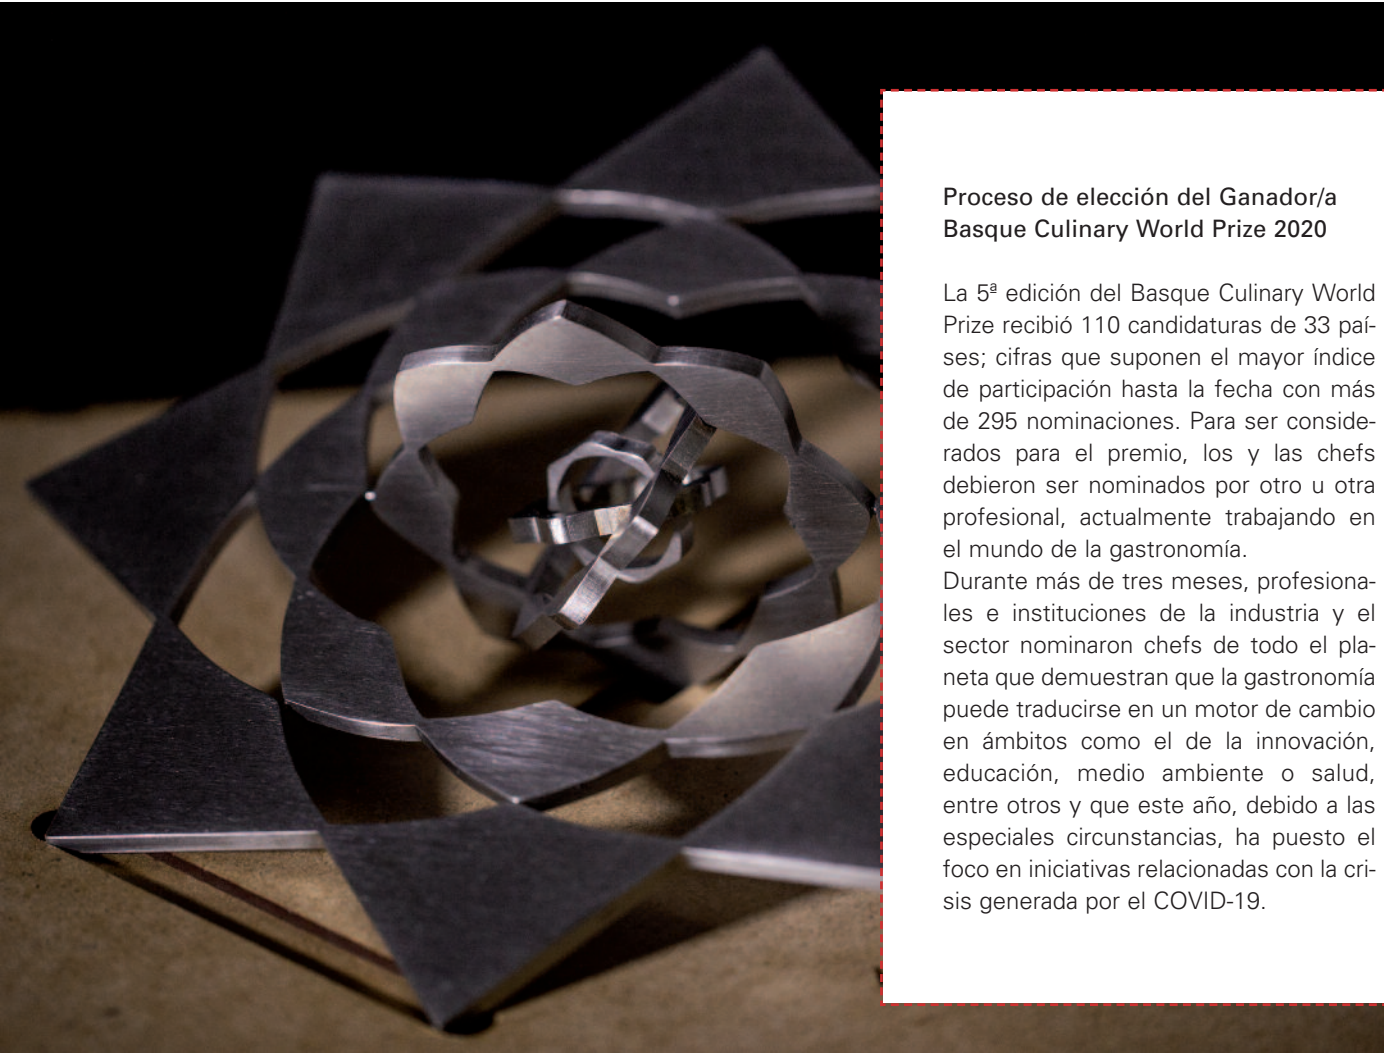 Proceso de elección del Ganador/a
Basque Culinary World Prize 2020
La 5ª edición del Basque Culinary World
Prize recibió 110 candidaturas de 33 paí-
ses; cifras que suponen el mayor índice
de participación hasta la fecha con más
de 295 nominaciones. Para ser conside-
rados para el premio, los y las chefs
debieron ser nominados por otro u otra
profesional, actualmente trabajando en
el mundo de la gastronomía.
Durante más de tres meses, profesiona-
les e instituciones de la industria y el
sector nominaron chefs de todo el pla-
neta que demuestran que la gastronomía
puede traducirse en un motor de cambio
en ámbitos como el de la innovación,
educación, medio ambiente o salud,
entre otros y que este año, debido a las
especiales circunstancias, ha puesto el
foco en iniciativas relacionadas con la cri-
sis generada por el COVID-19.